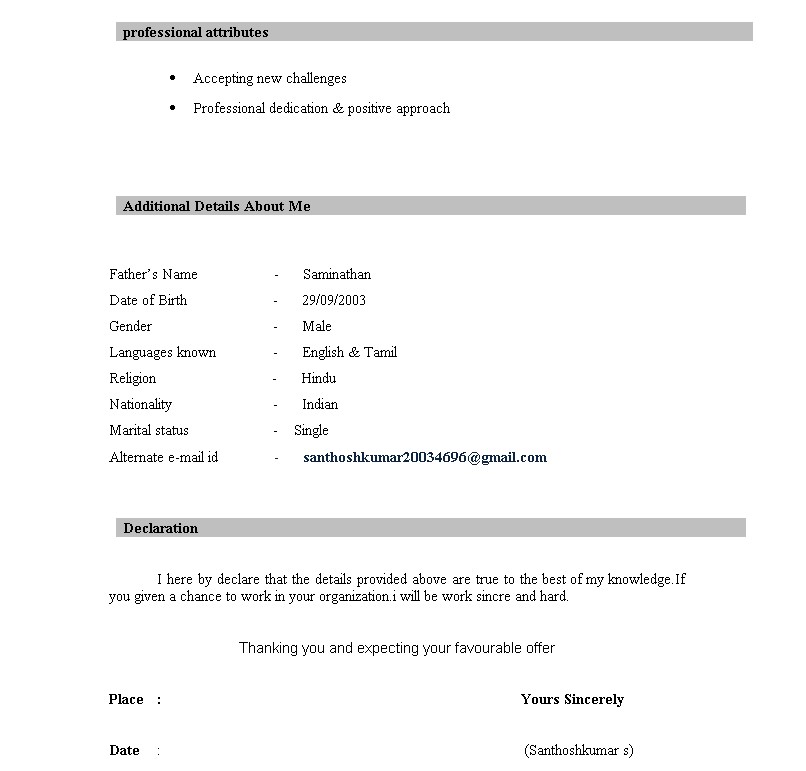 professional attributes
• Accepting new challenges
• Professional dedication & positive approach
Additional Details About Me
Father’s Name - Saminathan
Date of Birth - 29/09/2003
Gender - Male
Languages known - English & Tamil
Religion - Hindu
Nationality - Indian
Marital status - Single
Alternate e-mail id - santhoshkumar20034696@gmail.com
Declaration
I here by declare that the details provided above are true to the best of my knowledge.If
you given a chance to work in your organization.i will be work sincre and hard.
Thanking you and expecting your favourable offer
Place : Yours Sincerely
Date : (Santhoshkumar s)